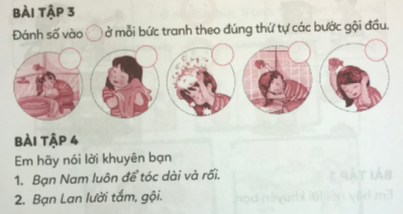 BÀI TẬP 3
Đánh số vào ở mỗi bức tranh theo đúng thứ tự các bước gội đầu.
BÀI TẬP 4
Em hãy nói lời khuyên bạn
1. Bạn Nam luôn để tóc dài và rối.
2. Bạn Lan lười tắm, gội.